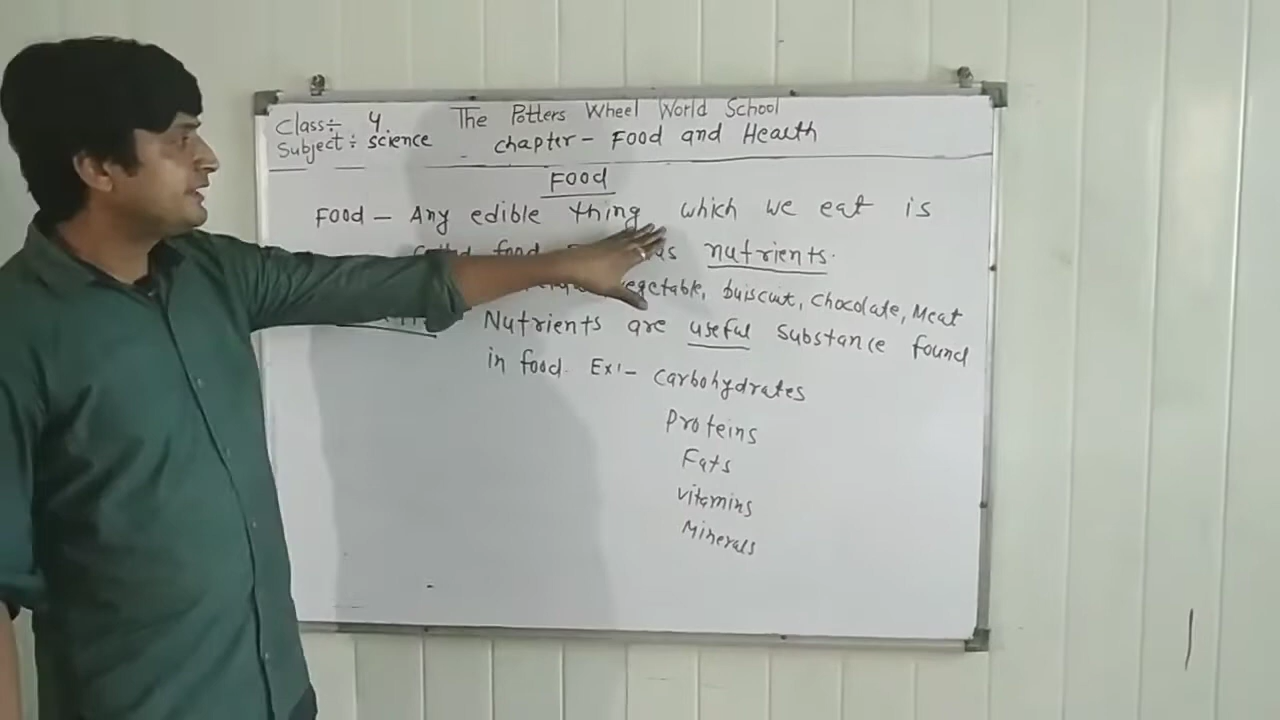 Class÷ 4 The Potters Wheel World School
Subject : science chapter - Food and Health
FOOD
FOOD - Any edible thing which we eat is
food nutrients.
vegetable, buiscuit, chocolate, Meat
Nutrients are useful substance found
in food. Ex:- carbohydrates
Proteins
Fats
vitamins
Minerals